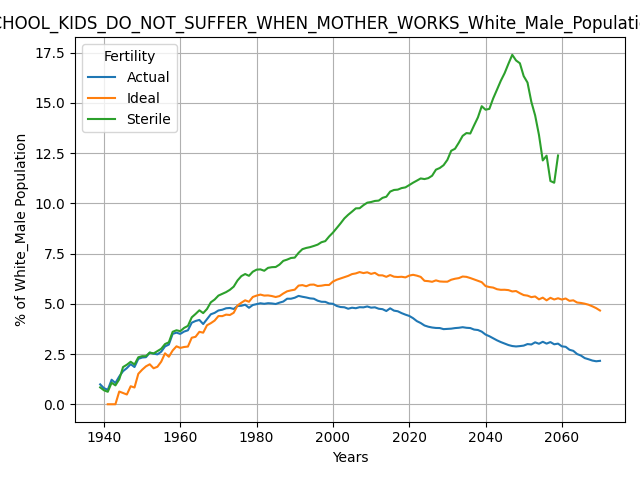 CHOOL_KIDS_DO_NOT_SUFFER_WHEN_MOTHER_WORKS_White_Male_Populati
Fertility
Actual
Ideal
Sterile
% of White_Male Population
17.5
15.0
12.5
10.0
7.5
5.0
2.5
0.0
1940 1960 1980 2000 2020 2040 2060
Years